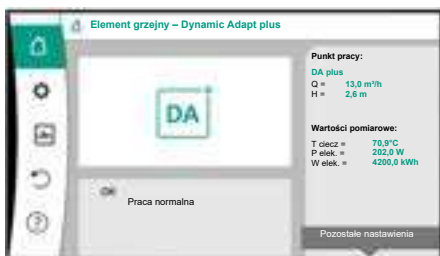 Element grzejny – Dynamic Adapt plus
Punkt pracy:
DA plus
Q = 13,0 m³/h
H = 2,6 m
DA
+
Wartości pomiarowe:
T ciecz = 70,9°C
P elek. = 202,0 W
W elek. = 4200,0 kWh
OK
Praca normalna
Pozostałe nastawienia